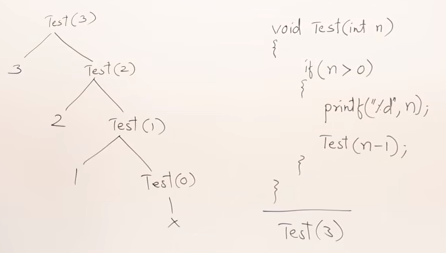 Test(3)
3
Test(2)
2
Test(1)
1
Test(0)
x
void Test(int n)
{
if(n>0)
{
printf("%d", n);
Test(n-1);
}
}
Test(3)